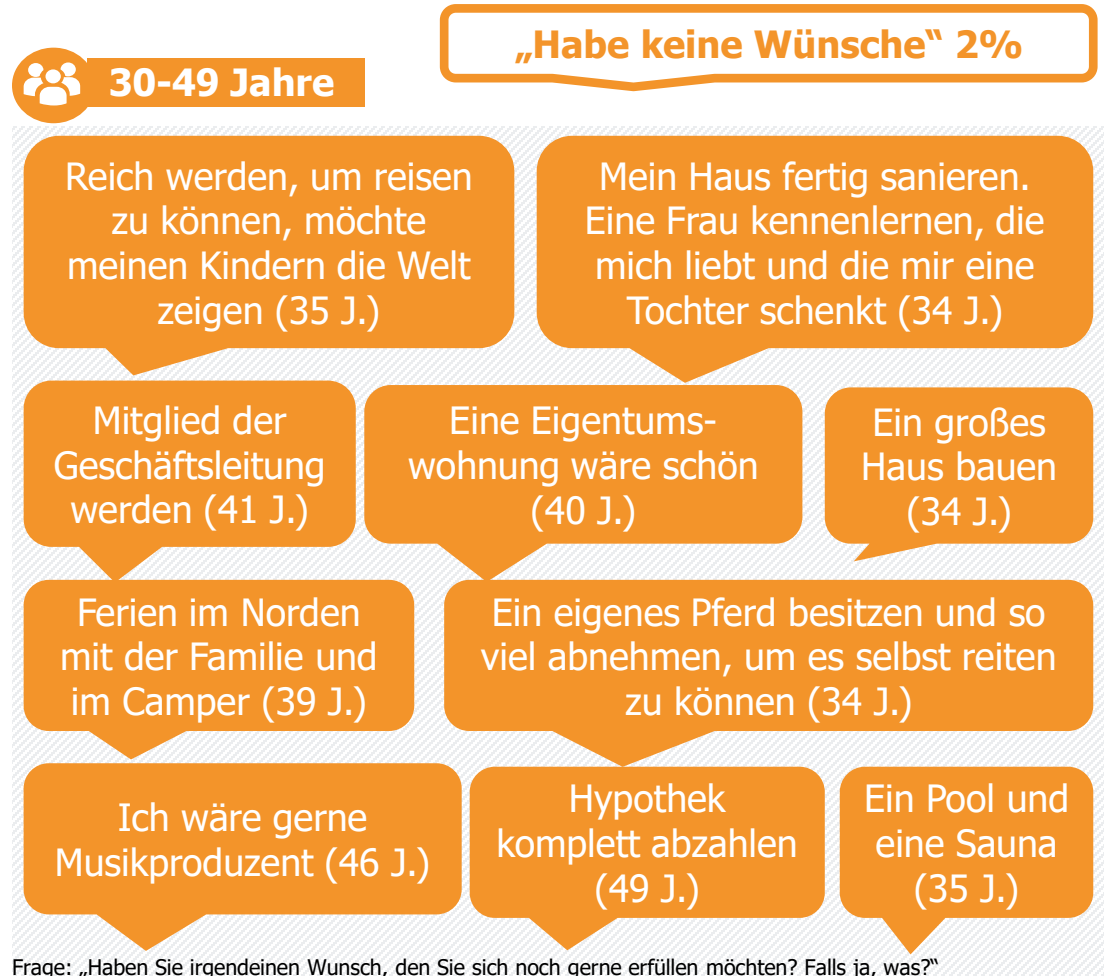 „Habe keine Wünsche“ 2%
30-49 Jahre
Reich werden, um reisen
zu können, möchte
meinen Kindern die Welt
zeigen (35 J.)
Mein Haus fertig sanieren.
Eine Frau kennenlernen, die
mich liebt und die mir eine
Tochter schenkt (34 J.)
Mitglied der
Geschäftsleitung
werden (41 J.)
Eine Eigentums-
wohnung wäre schön
(40 J.)
Ein großes
Haus bauen
(34 J.)
Ferien im Norden
mit der Familie und
im Camper (39 J.)
Ein eigenes Pferd besitzen und so
viel abnehmen, um es selbst reiten
zu können (34 J.)
Ich wäre gerne
Musikproduzent (46 J.)
Hypothek
komplett abzahlen
(49 J.)
Ein Pool und
eine Sauna
(35 J.)
Frage: „Haben Sie irgendeinen Wunsch, den Sie sich noch gerne erfüllen möchten? Falls ja, was?“